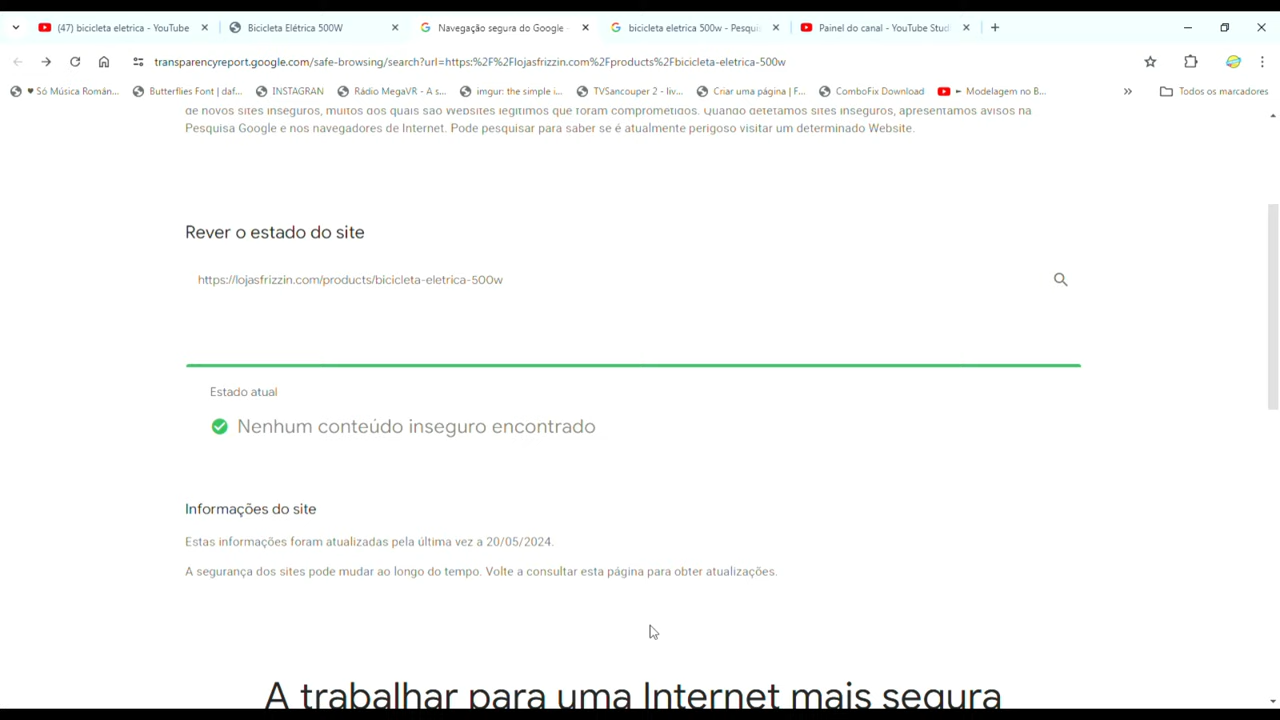 (47) bicicleta eletrica - YouTube
Bicicleta Elétrica 500W
Navegação segura do Google
bicicleta eletrica 500w - Pesqui
Painel do canal - YouTube Stud
transparencyreport.google.com/safe-browsing/search?url=https:%2F%2Flojasfrizzin.com%2Fproducts%2Fbicicleta-eletrica-500w
♥ Só Música Român...
Butterflies Font | daf...
INSTAGRAN
Rádio MegaVR - A s...
imgur: the simple i...
TVSancouper 2 - liv...
Criar uma página | F...
ComboFix Download
► Modelagem no B...
»
Todos os marcadores
de novos sites inseguros, muitos dos quais são Websites legítimos que foram comprometidos. Quando detetamos sites inseguros, apresentamos avisos na
Pesquisa Google e nos navegadores de Internet. Pode pesquisar para saber se é atualmente perigoso visitar um determinado Website.
Rever o estado do site
https://lojasfrizzin.com/products/bicicleta-eletrica-500w
Estado atual
Nenhum conteúdo inseguro encontrado
Informações do site
Estas informações foram atualizadas pela última vez a 20/05/2024.
A segurança dos sites pode mudar ao longo do tempo. Volte a consultar esta página para obter atualizações.
A trabalhar para uma Internet mais segura